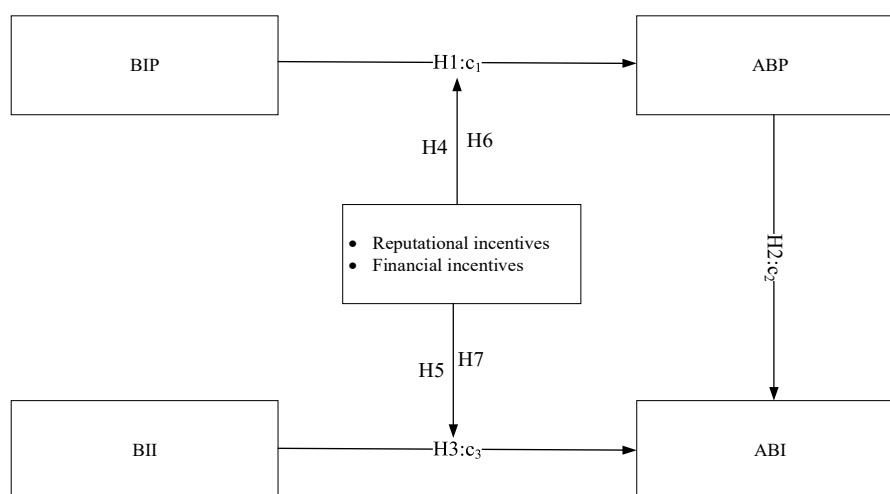 BIP
H1:c₁
ABP
H4
H6
• Reputational incentives
• Financial incentives
H2:c₂
H5
H7
BII
H3:c₃
ABI